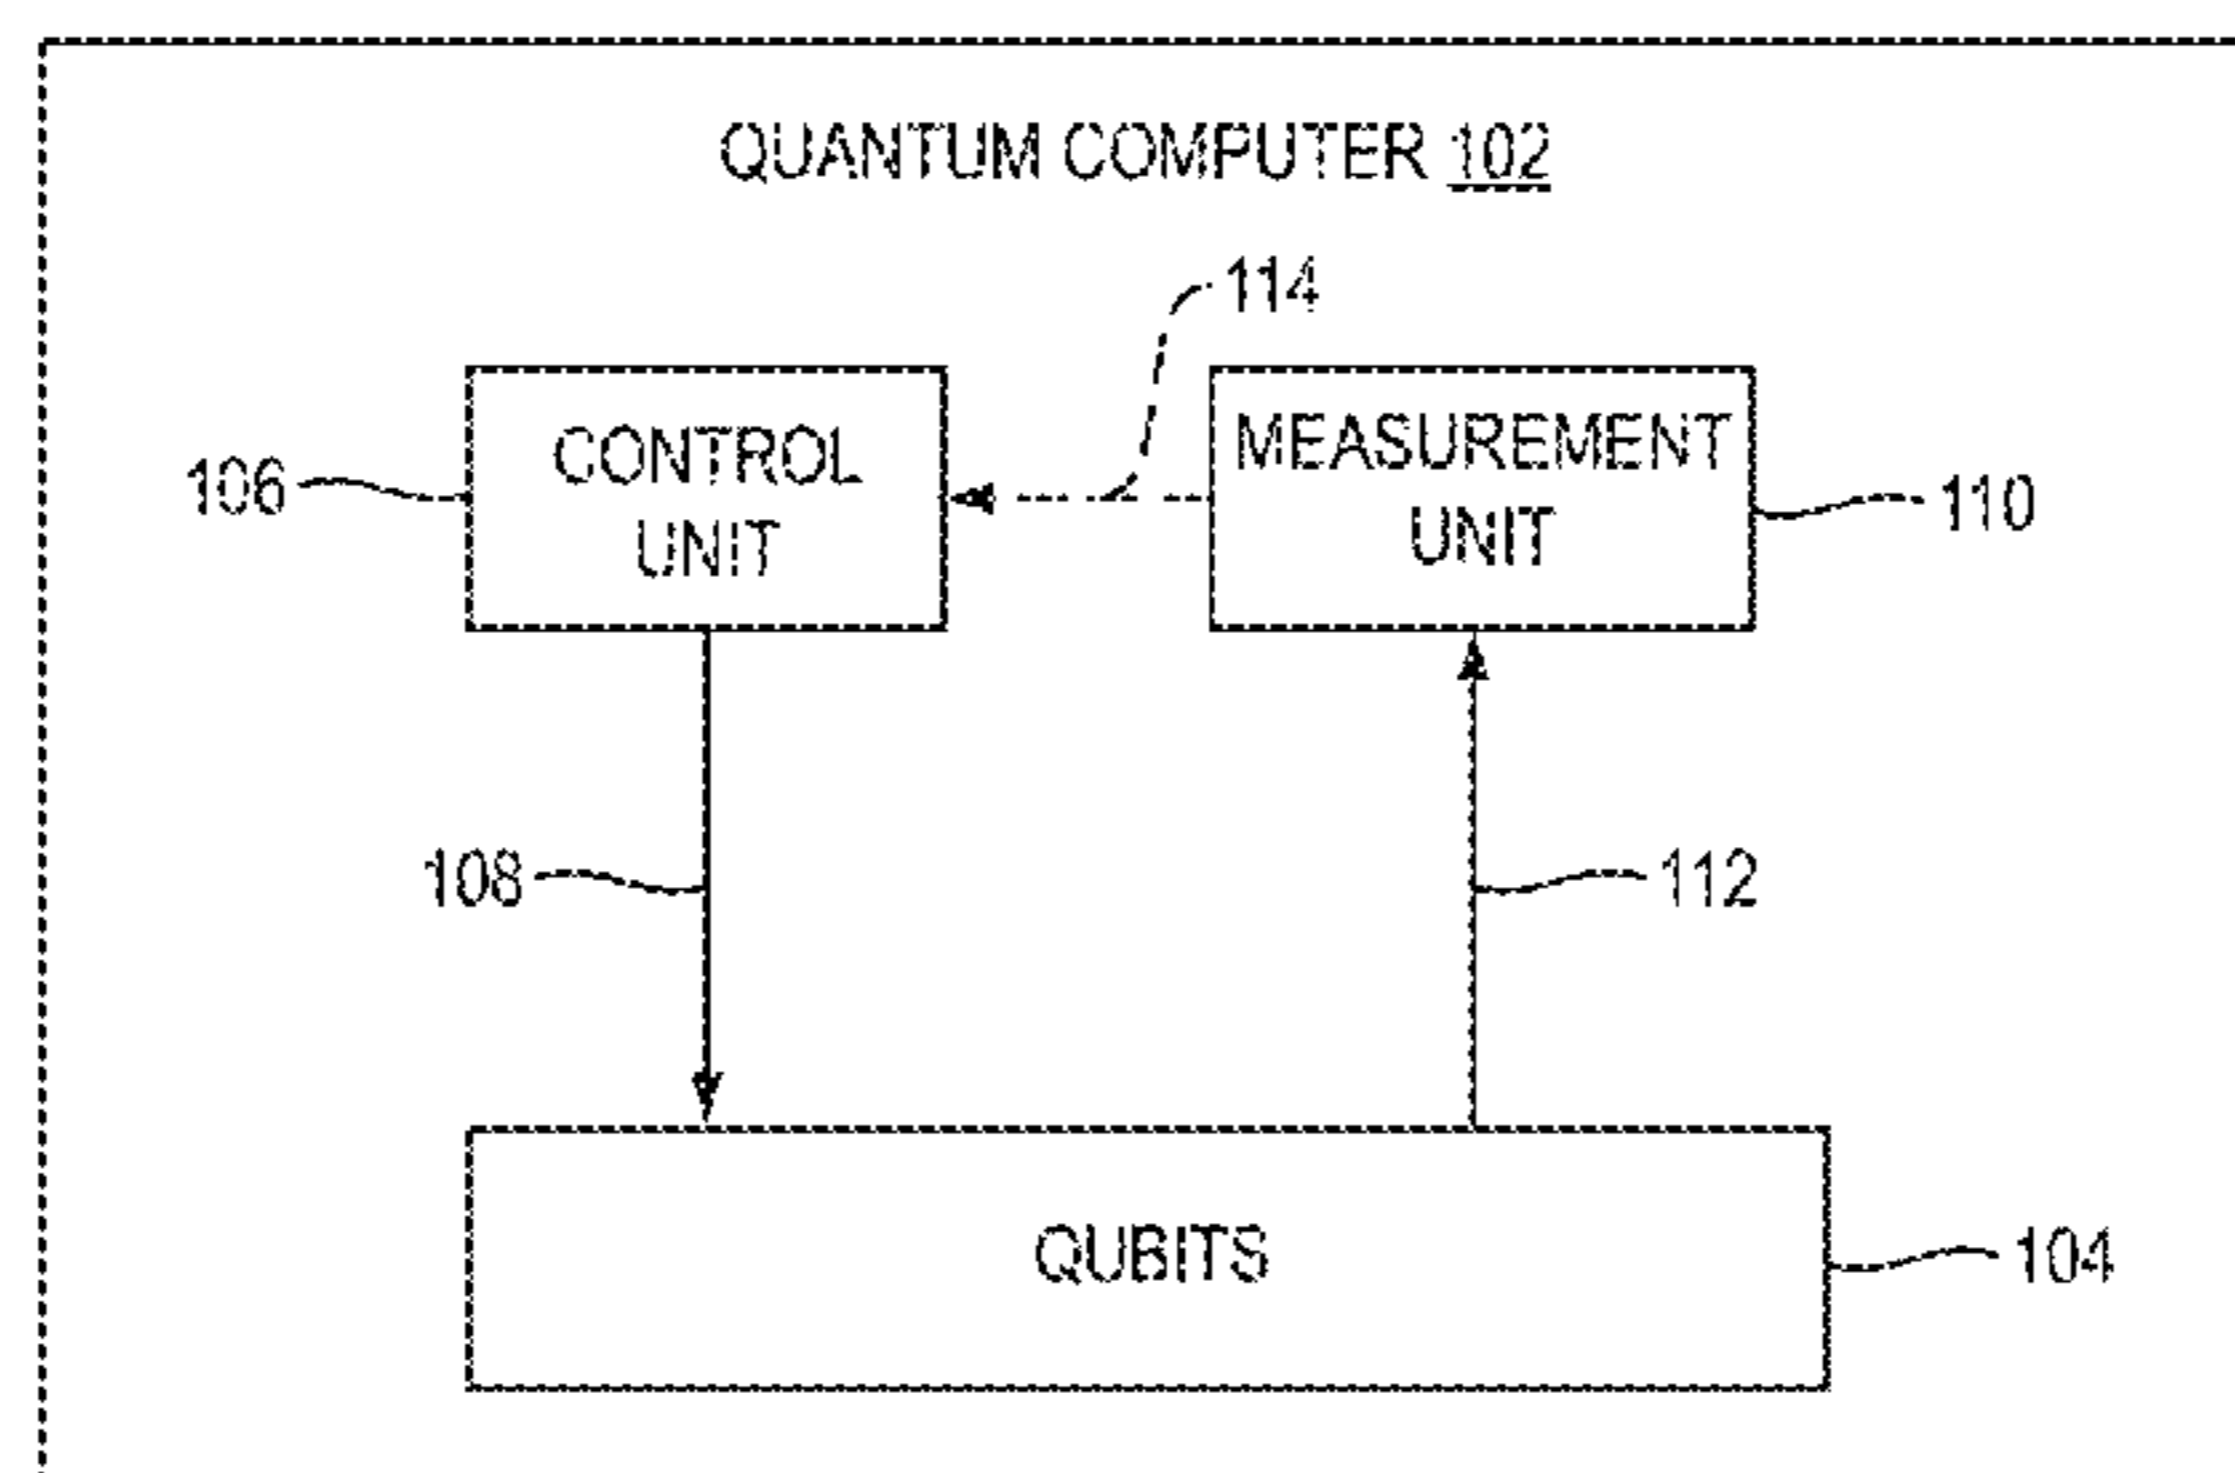 QUANTUM COMPUTER 102
114
CONTROL
UNIT
MEASUREMENT
UNIT
106
110
108
112
QUBITS
104